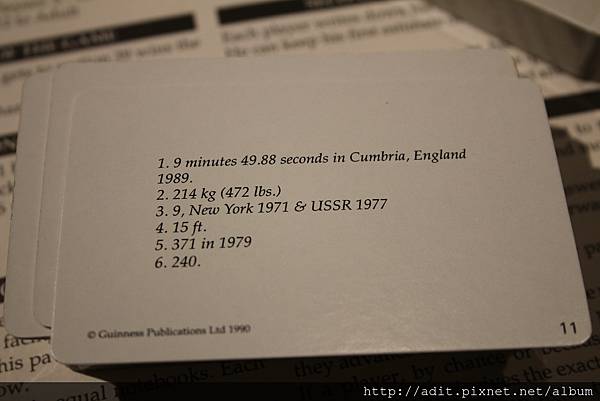 1. 9 minutes 49.88 seconds in Cumbria, England
1989.
2. 214 kg (472 lbs.)
3. 9, New York 1971 & USSR 1977
4. 15 ft.
5. 371 in 1979
6. 240.
© Guinness Publications Ltd 1990
11
http://adit.pixnet.net/album